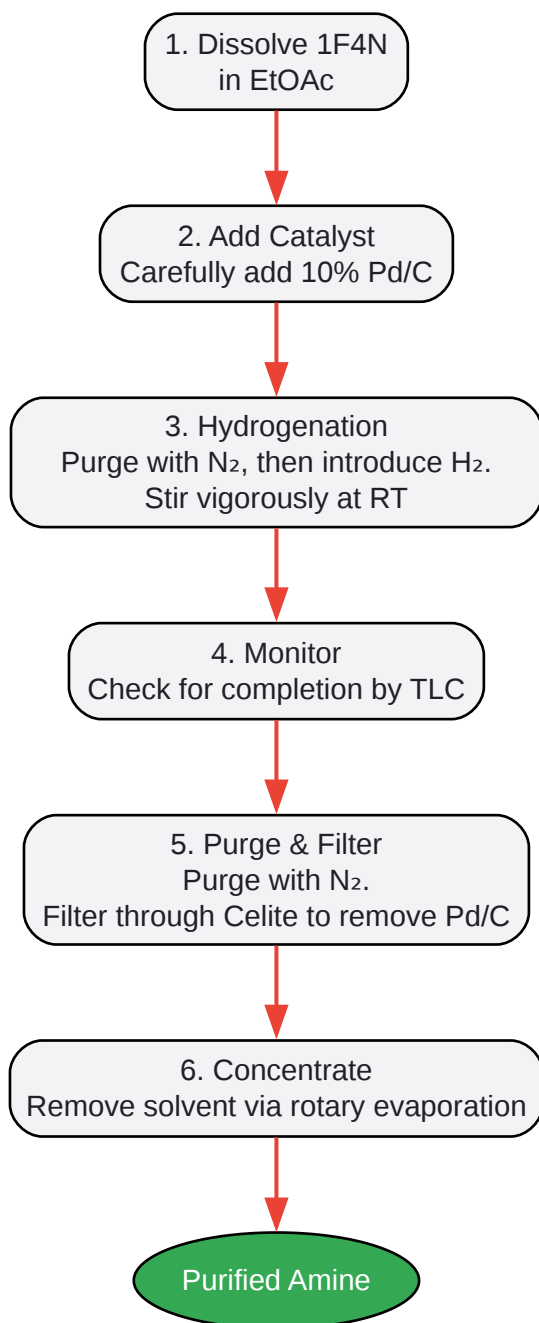 1. Dissolve 1F4N
in EtOAc
2. Add Catalyst
Carefully add 10% Pd/C
3. Hydrogenation
Purge with N₂, then introduce H₂.
Stir vigorously at RT
4. Monitor
Check for completion by TLC
5. Purge & Filter
Purge with N₂.
Filter through Celite to remove Pd/C
6. Concentrate
Remove solvent via rotary evaporation
Purified Amine